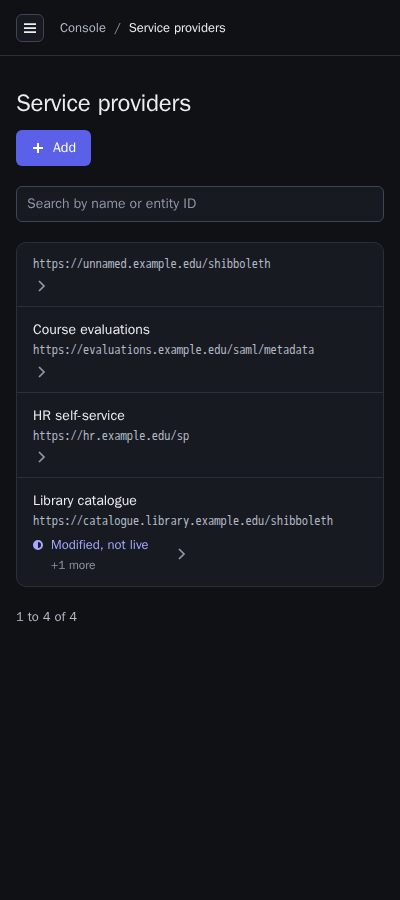 Console / Service providers
Service providers
Add
Search by name or entity ID
https://unnamed.example.edu/shibboleth
Course evaluations
https://evaluations.example.edu/saml/metadata
HR self-service
https://hr.example.edu/sp
Library catalogue
https://catalogue.library.example.edu/shibboleth
Modified, not live
+1 more
1 to 4 of 4